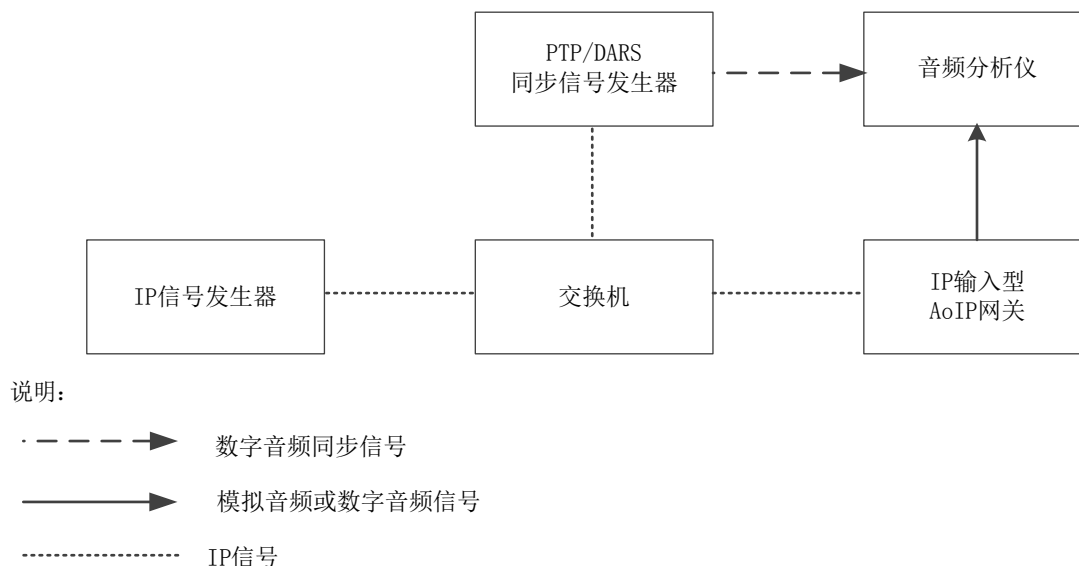 PTP/DARS
同步信号发生器
音频分析仪
IP信号发生器
交换机
IP输入型
AoIP网关
说明：
数字音频同步信号
模拟音频或数字音频信号
IP信号